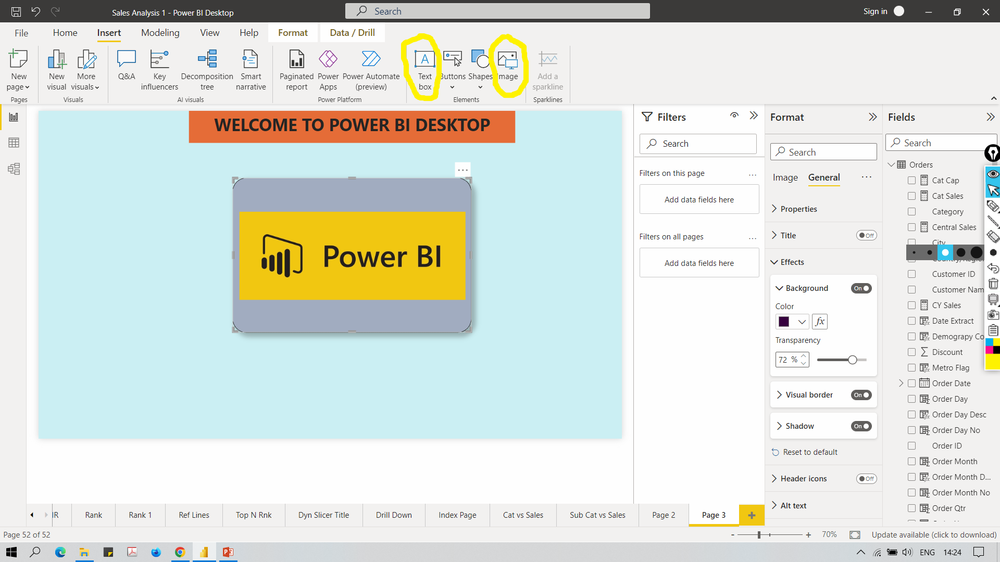 Sales Analysis 1 - Power BI Desktop
Search
Sign in
File
Home
Insert
Modeling
View
Help
Format
Data / Drill
New page
New visual
More visuals
Q&A
Key influencers
Decomposition tree
Smart narrative
Paginated report
Power Apps
Power Automate (preview)
Text box
Buttons
Shapes
Image
Add a sparkline
Pages
Visuals
AI visuals
Power Platform
Elements
Sparklines
WELCOME TO POWER BI DESKTOP
Power BI
Filters
Search
Filters on this page
Add data fields here
Filters on all pages
Add data fields here
Format
Search
Image
General
Properties
Title
Off
Effects
Background
On
Color
fx
Transparency
72 %
Visual border
On
Shadow
On
Reset to default
Header icons
Off
Alt text
Fields
Search
Orders
Cat Cap
Cat Sales
Category
Central Sales
City
Customer ID
Customer Nam
CY Sales
Date Extract
Demograpy Co
Discount
Metro Flag
Order Date
Order Day
Order Day Desc
Order Day No
Order ID
Order Month
Order Month D...
Order Month No
Order Qtr
IR
Rank
Rank 1
Ref Lines
Top N Rnk
Dyn Slicer Title
Drill Down
Index Page
Cat vs Sales
Sub Cat vs Sales
Page 2
Page 3
Page 52 of 52
- + 70%
Update available (click to download)
ENG
14:24